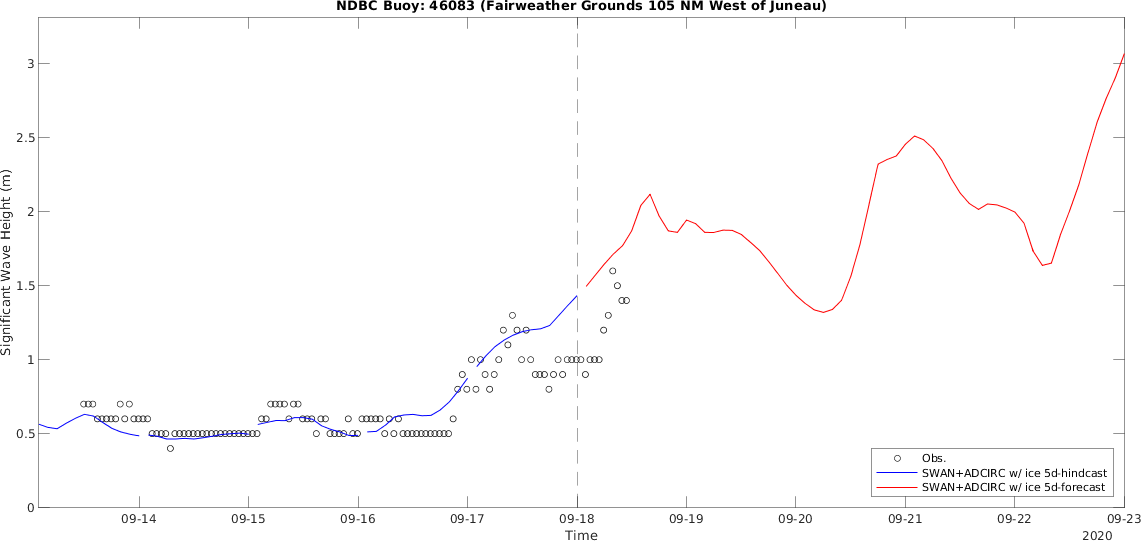 NDBC Buoy: 46083 (Fairweather Grounds 105 NM West of Juneau)
Significant Wave Height (m)
3
2.5
2
1.5
1
0.5
0
Obs.
SWAN+ADCIRC w/ ice 5d-hindcast
SWAN+ADCIRC w/ ice 5d-forecast
09-14 09-15 09-16 09-17 09-18 09-19 09-20 09-21 09-22 09-23
Time
2020